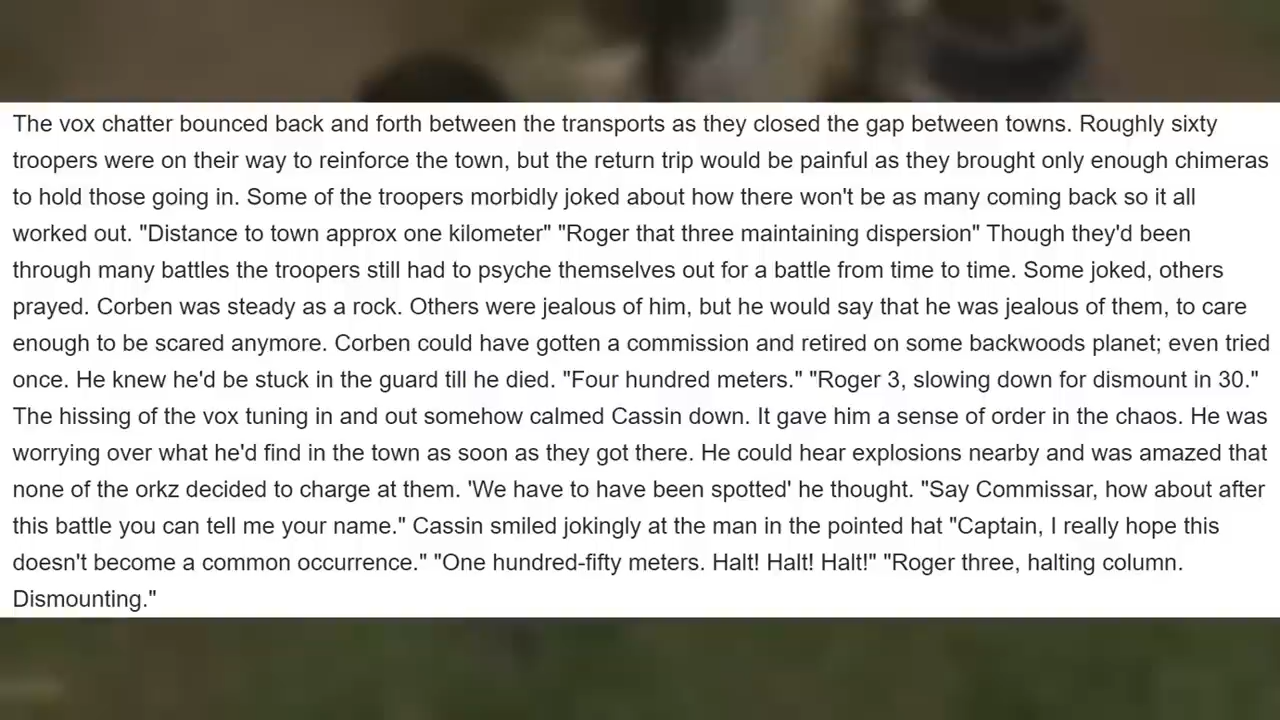 The vox chatter bounced back and forth between the transports as they closed the gap between towns. Roughly sixty
troopers were on their way to reinforce the town, but the return trip would be painful as they brought only enough chimeras
to hold those going in. Some of the troopers morbidly joked about how there won't be as many coming back so it all
worked out. "Distance to town approx one kilometer" "Roger that three maintaining dispersion" Though they'd been
through many battles the troopers still had to psyche themselves out for a battle from time to time. Some joked, others
prayed. Corben was steady as a rock. Others were jealous of him, but he would say that he was jealous of them, to care
enough to be scared anymore. Corben could have gotten a commission and retired on some backwoods planet; even tried
once. He knew he'd be stuck in the guard till he died. "Four hundred meters." "Roger 3, slowing down for dismount in 30."
The hissing of the vox tuning in and out somehow calmed Cassin down. It gave him a sense of order in the chaos. He was
worrying over what he'd find in the town as soon as they got there. He could hear explosions nearby and was amazed that
none of the orkz decided to charge at them. 'We have to have been spotted' he thought. "Say Commissar, how about after
this battle you can tell me your name." Cassin smiled jokingly at the man in the pointed hat "Captain, I really hope this
doesn't become a common occurrence." "One hundred-fifty meters. Halt! Halt! Halt!" "Roger three, halting column.
Dismounting."